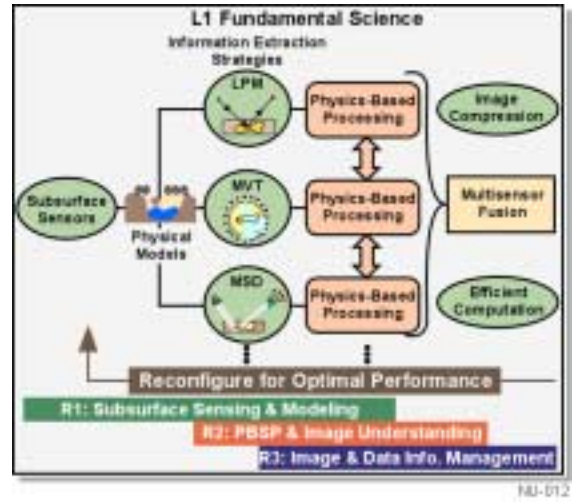 L1 Fundamental Science
Information Extraction
Strategies
LPM
Physics-Based
Processing
Image
Compression
Subsurface
Sensors
Physical
Models
MVT
Physics-Based
Processing
Multisensor
Fusion
MSD
Physics-Based
Processing
Efficient
Computation
Reconfigure for Optimal Performance
R1: Subsurface Sensing & Modeling
R2: PBSP & Image Understanding
R3: Image & Data Info. Management
NU-012